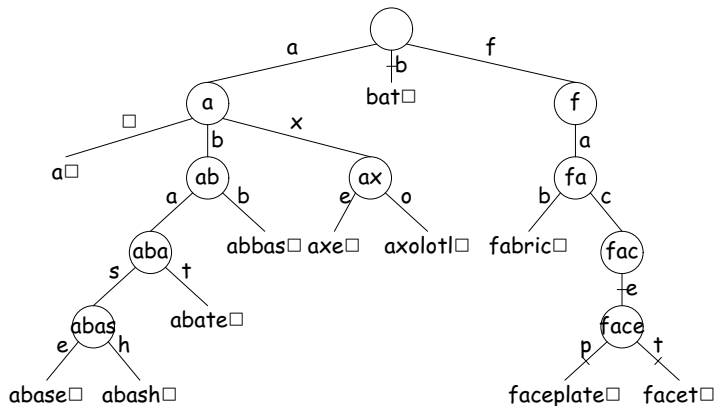 a f
b
bat□
a f
□ x
b a
a□
ab ax fa
a b e o b c
abbas□ axe□ axolotl□ fabric□
aba fac
s t e
abate□
abas face
e h p t
abase□ abash□ faceplate□ facet□